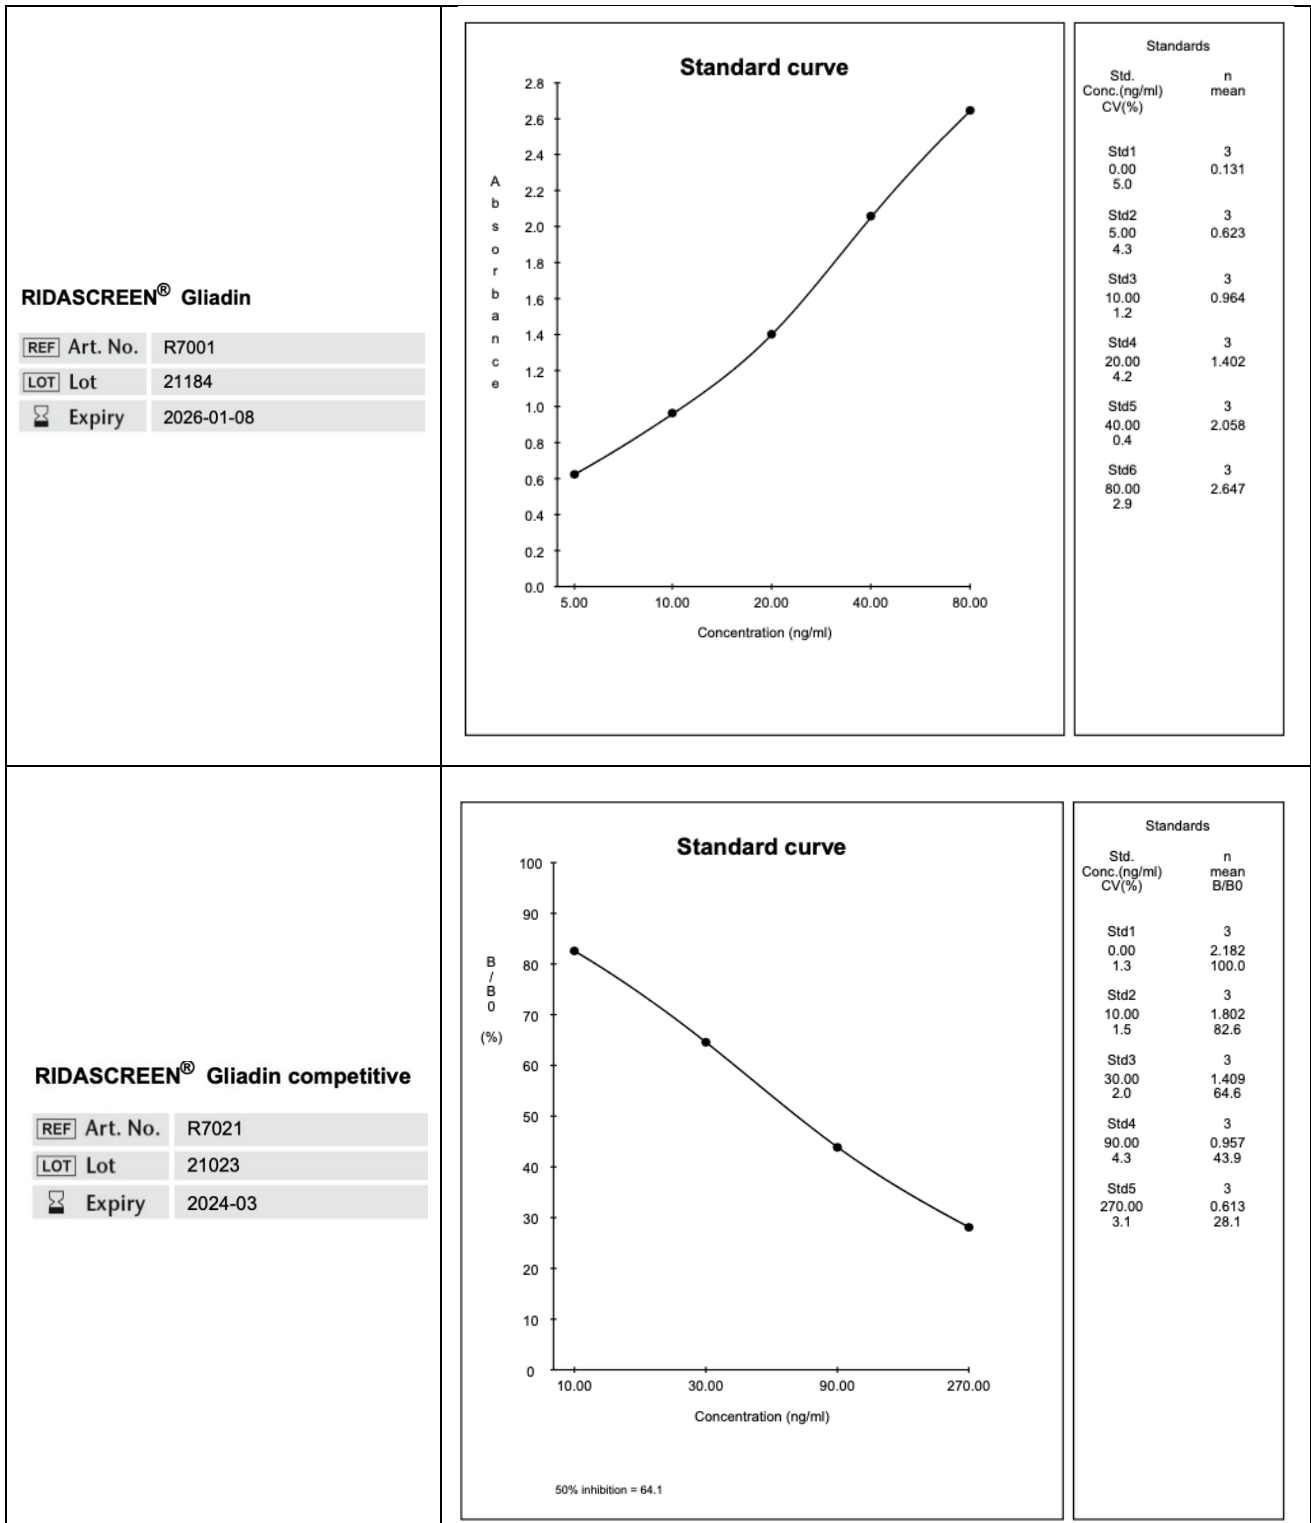 RIDASCREEN® Gliadin
REF Art. No. R7001
LOT Lot 21184
Expiry 2026-01-08
Standard curve
2.8
2.6
2.4
2.2
2.0
1.8
1.6
1.4
1.2
1.0
0.8
0.6
0.4
0.2
0.0
Absorbance
5.00 10.00 20.00 40.00 80.00
Concentration (ng/ml)
Standards
Std. n
Conc.(ng/ml) mean
CV(%)
Std1 3
0.00 0.131
5.0
Std2 3
5.00 0.623
4.3
Std3 3
10.00 0.964
1.2
Std4 3
20.00 1.402
4.2
Std5 3
40.00 2.058
0.4
Std6 3
80.00 2.647
2.9
RIDASCREEN® Gliadin competitive
REF Art. No. R7021
LOT Lot 21023
Expiry 2024-03
Standard curve
100
90
80
70
60
50
40
30
20
10
0
B/B0 (%)
10.00 30.00 90.00 270.00
Concentration (ng/ml)
50% inhibition = 64.1
Standards
Std. n
Conc.(ng/ml) mean
CV(%) B/B0
Std1 3
0.00 2.182
1.3 100.0
Std2 3
10.00 1.802
1.5 82.6
Std3 3
30.00 1.409
2.0 64.6
Std4 3
90.00 0.957
4.3 43.9
Std5 3
270.00 0.613
3.1 28.1